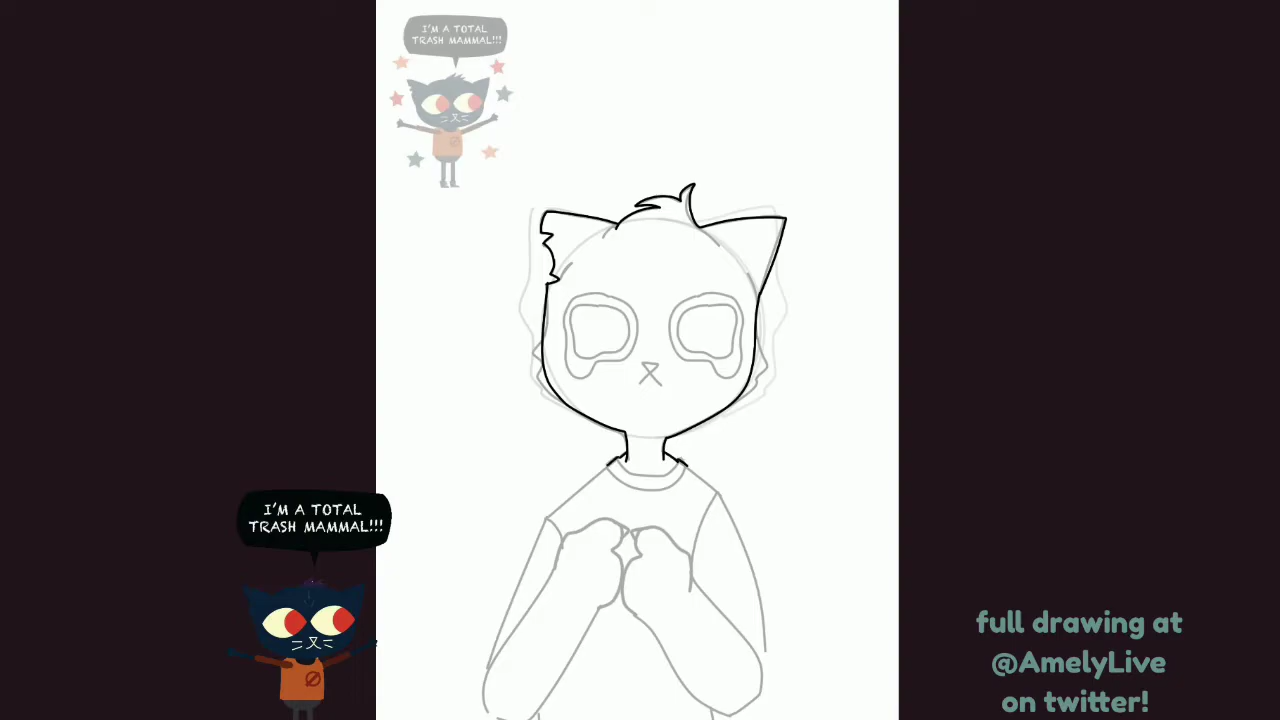 I'M A TOTAL
TRASH MAMMAL!!!
I'M A TOTAL
TRASH MAMMAL!!!
full drawing at
@AmelyLive
on twitter!